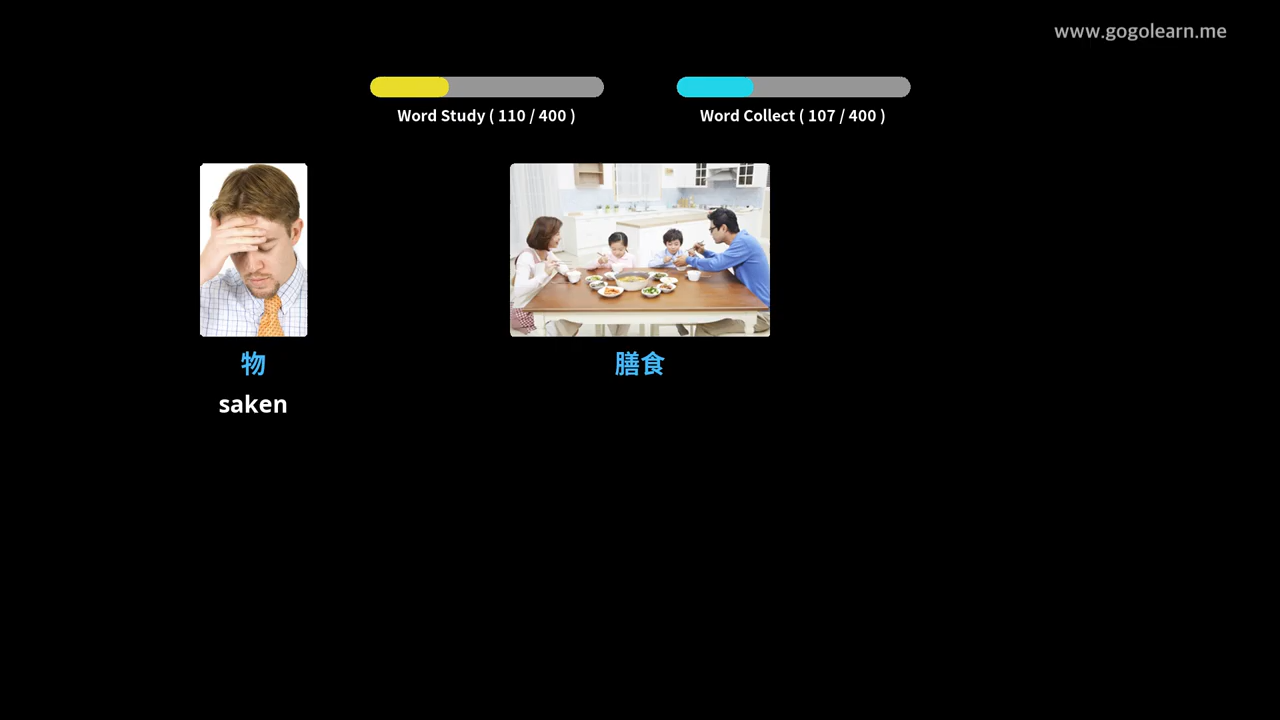 www.gogolearn.me
Word Study ( 110 / 400 )
Word Collect ( 107 / 400 )
物
膳食
saken